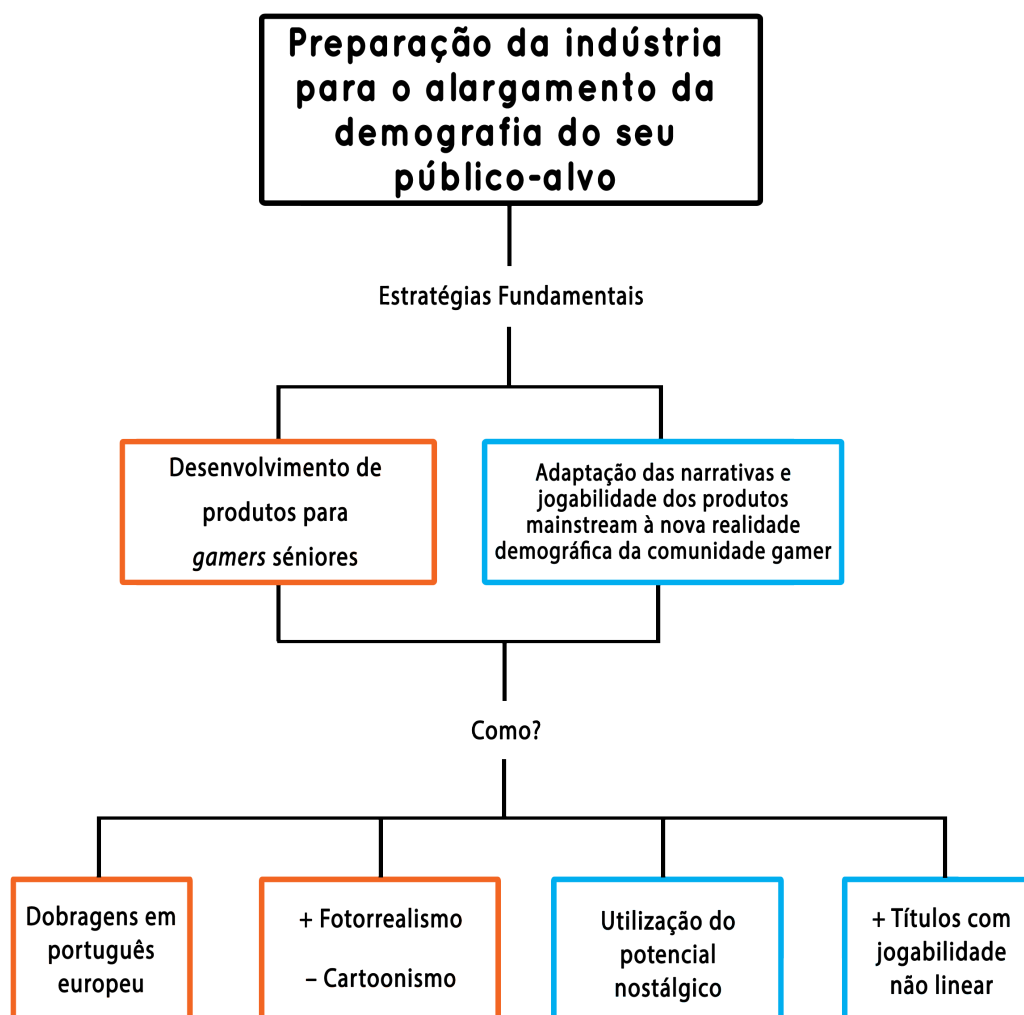 Preparação da indústria
para o alargamento da
demografia do seu
público-alvo
Estratégias Fundamentais
Desenvolvimento de
produtos para
gamers séniores
Adaptação das narrativas e
jogabilidade dos produtos
mainstream à nova realidade
demográfica da comunidade gamer
Como?
Dobragens em
português
europeu
+ Fotorrealismo
– Cartoonismo
Utilização do
potencial
nostálgico
+ Títulos com
jogabilidade
não linear